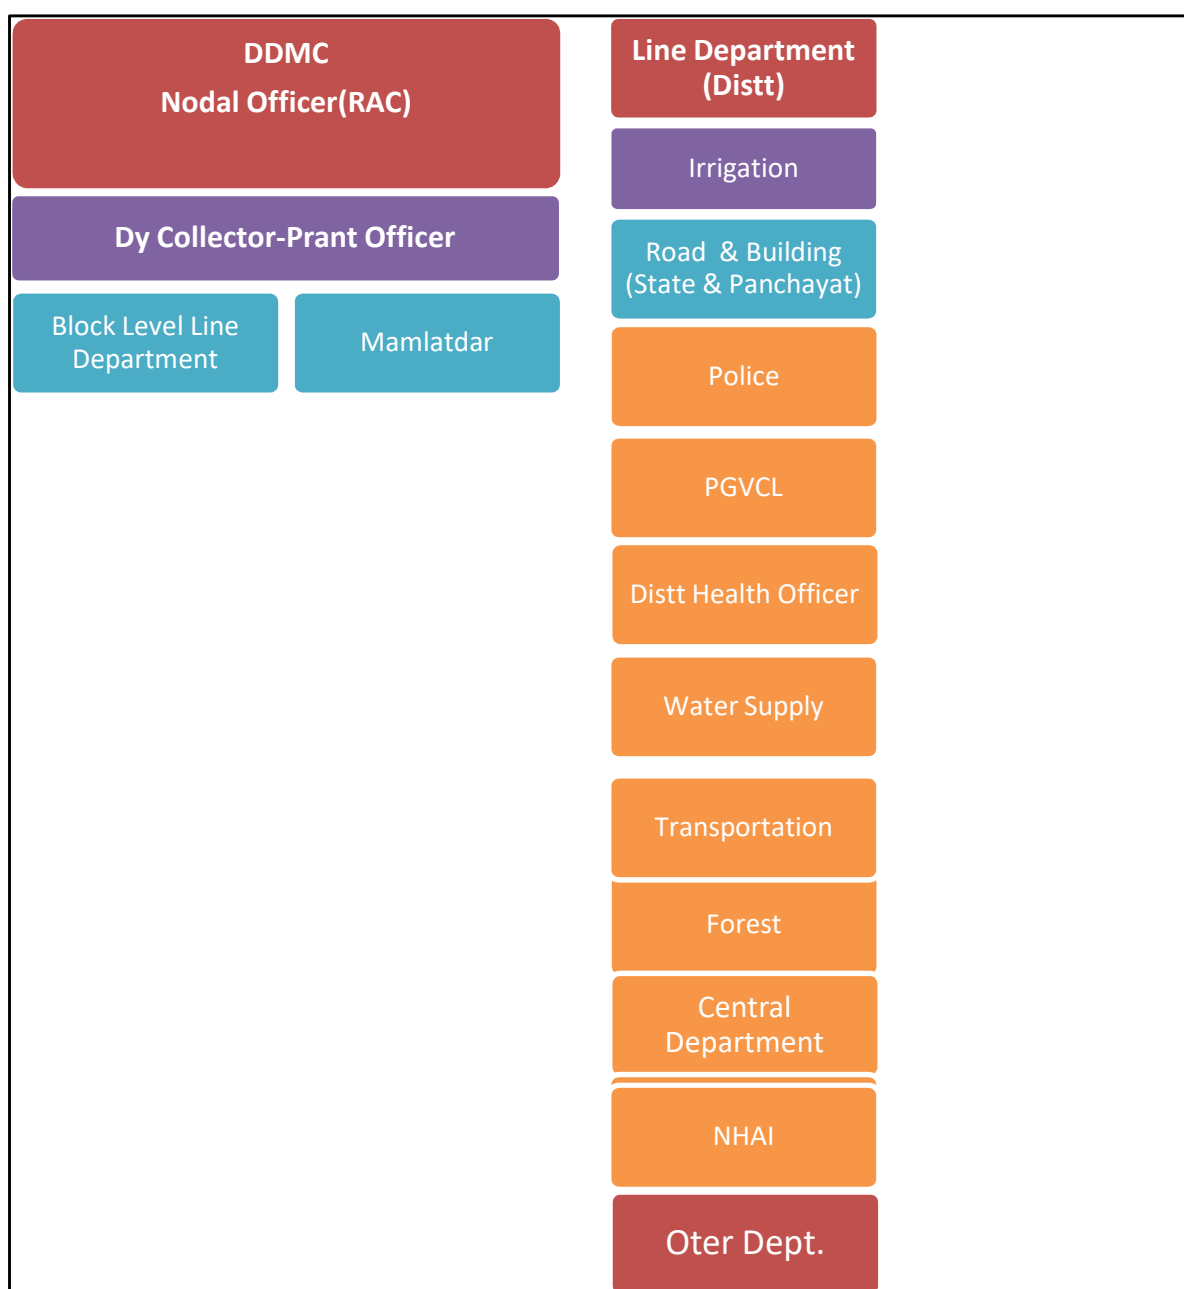 DDMC
Nodal Officer(RAC)
Dy Collector-Prant Officer
Block Level Line
Department
Mamlatdar
Line Department
(Distt)
Irrigation
Road & Building
(State & Panchayat)
Police
PGVCL
Distt Health Officer
Water Supply
Transportation
Forest
Central
Department
NHAI
Oter Dept.